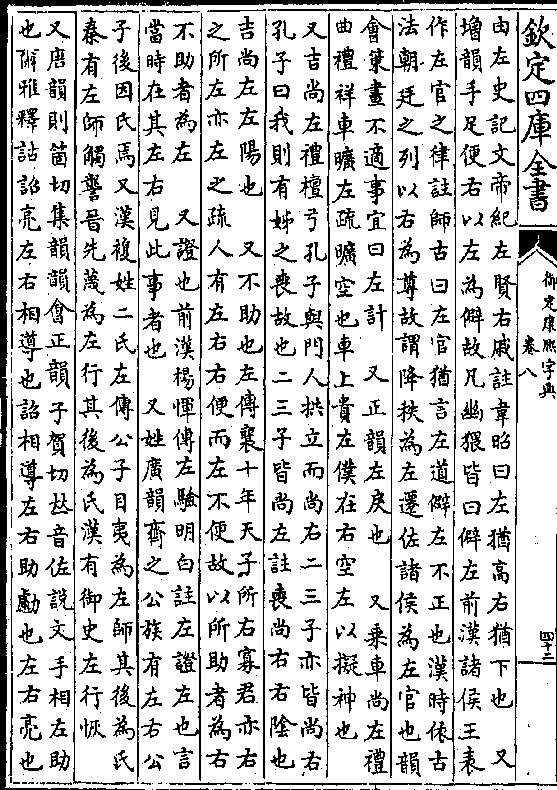 欽定四庫全書
御定康熙字典
卷八
四十二
由左史記文帝紀左賢右戚註韋昭曰左猶高右猶下也　又
增韻手足便右以左為僻故凡幽猥皆曰僻左前漢諸侯王表
作左官之律註師古曰左官猶言左道僻左不正也漢時依古
法朝廷之列以右為尊故謂降秩為左遷佐諸侯為左官也韻
會策畫不適事宜曰左計　又正韻左戾也　又乗車尚左禮
曲禮祥車曠左疏曠空也車上貴左僕在右空左以擬神也
又吉尚左禮檀弓孔子與門人拱立而尚右二三子亦皆尚右
孔子曰我則有姊之喪故也二三子皆尚左註喪尚右右陰也
吉尚左左陽也　又不助也左傳襄十年天子所右寡君亦右
之所左亦左之疏人有左右右便而左不便故以所助者為右
不助者為左　又證也前漢楊惲傳左驗明白註左證左也言
當時在其左右見此事者也　又姓廣韻齊之公族有左右公
子後因氏焉又漢複姓二氏左傳公子目夷為左師其後為氏
秦有左師觸讋晉先蔑為左行其後為氏漢有御史左行恢
又唐韻則箇切集韻韻會正韻子賀切𠀤音佐說文手相左助
也爾雅釋詁詔亮左右相導也詔相導左右助勴也左右亮也